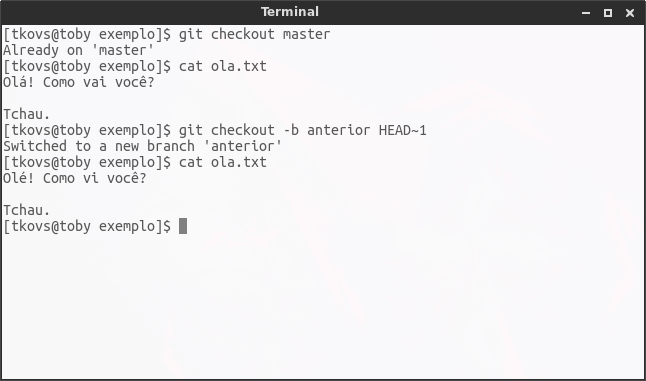 Terminal
[tkovs@toby exemplo]$ git checkout master
Already on 'master'
[tkovs@toby exemplo]$ cat ola.txt
Olá! Como vai você?
Tchau.
[tkovs@toby exemplo]$ git checkout -b anterior HEAD~1
Switched to a new branch 'anterior'
[tkovs@toby exemplo]$ cat ola.txt
Olé! Como vi você?
Tchau.
[tkovs@toby exemplo]$